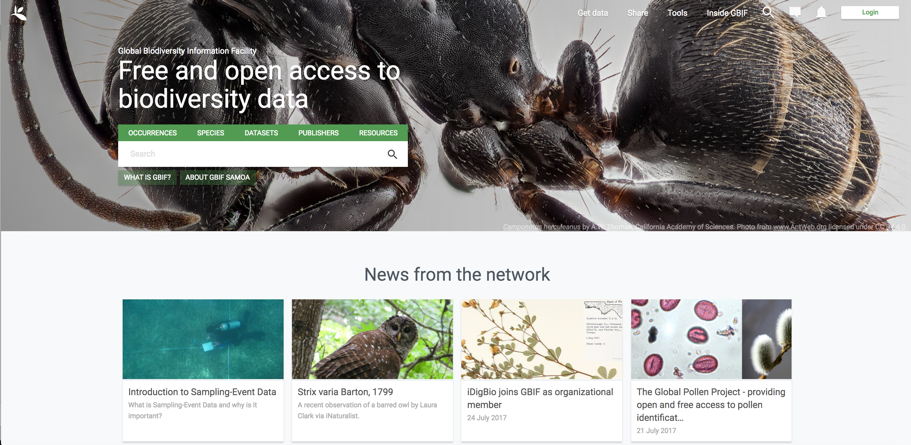 Get data Share Tools Inside GBIF Login
Global Biodiversity Information Facility
Free and open access to
biodiversity data
OCCURRENCES SPECIES DATASETS PUBLISHERS RESOURCES
Search
WHAT IS GBIF? ABOUT GBIF SAMOA
Camponotus herculeanus by A.W. Thomas, California Academy of Sciences. Photo from www.AntWeb.org licensed under CC BY 4.0
News from the network
Introduction to Sampling-Event Data
What is Sampling-Event Data and why is it
important?
Strix varia Barton, 1799
A recent observation of a barred owl by Laura
Clark via iNaturalist.
iDigBio joins GBIF as organizational
member
24 July 2017
The Global Pollen Project - providing
open and free access to pollen
identificat...
21 July 2017